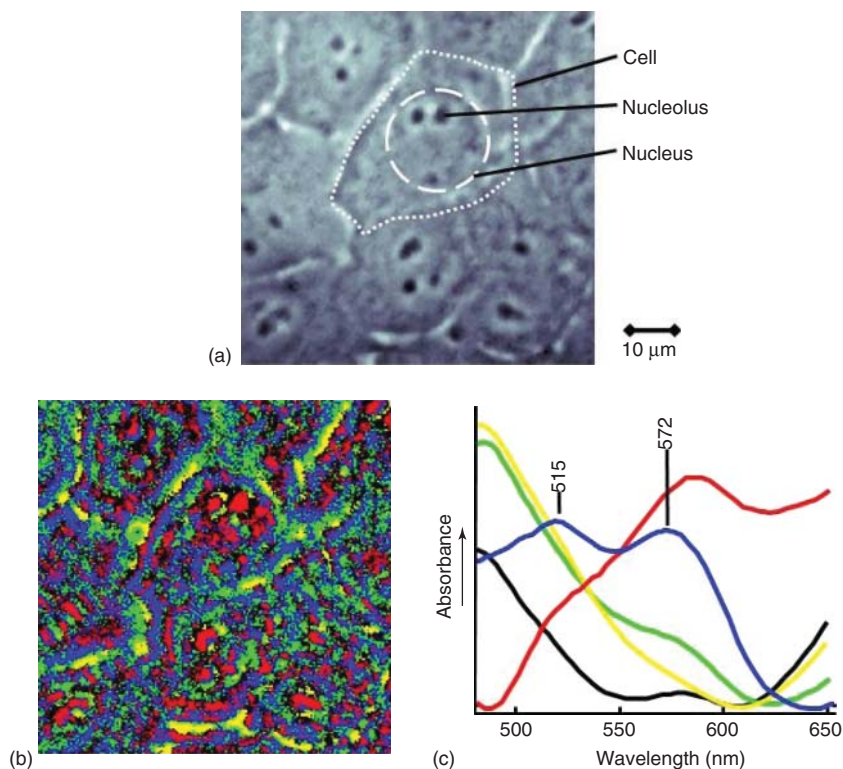 Cell
Nucleolus
Nucleus
(a)
10 μm
(b)
515
572
Absorbance
500 550 600 650
(c)
Wavelength (nm)